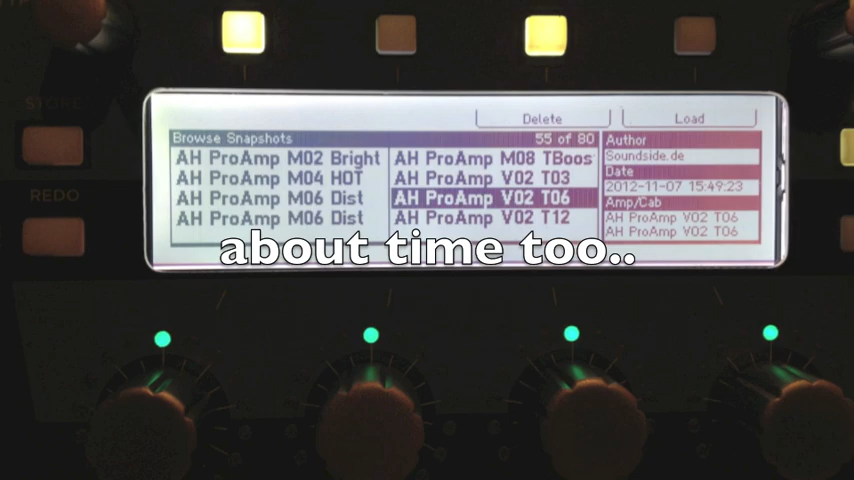 STORE
REDO
Delete
Load
Browse Snapshots 55 of 80
AH ProAmp M02 Bright
AH ProAmp M04 HOT
AH ProAmp M06 Dist
AH ProAmp M06 Dist
AH ProAmp M08 TBoos
AH ProAmp V02 T03
AH ProAmp V02 T06
AH ProAmp V02 T12
Author
Soundside.de
Date
2012-11-07 15:49:23
Amp/Cab
AH ProAmp V02 T06
AH ProAmp V02 T06
about time too..